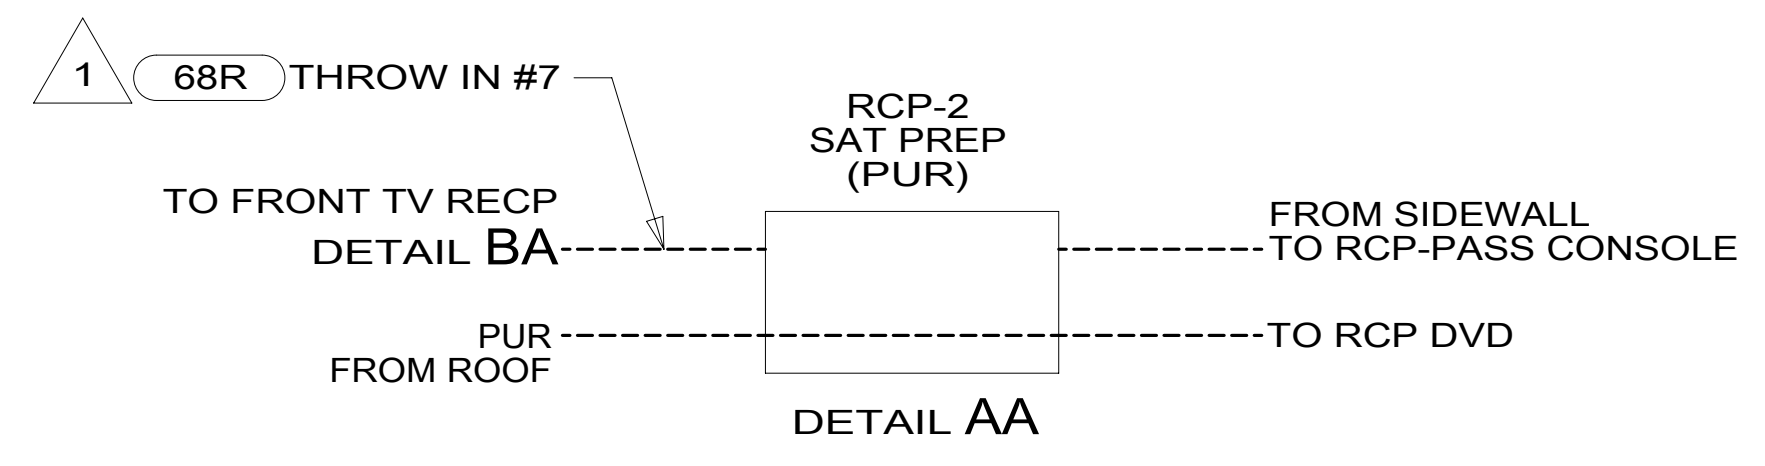 1 68R THROW IN #7
RCP-2
SAT PREP
(PUR)
TO FRONT TV RECP
DETAIL BA
FROM SIDEWALL
TO RCP-PASS CONSOLE
PUR
FROM ROOF
TO RCP DVD
DETAIL AA